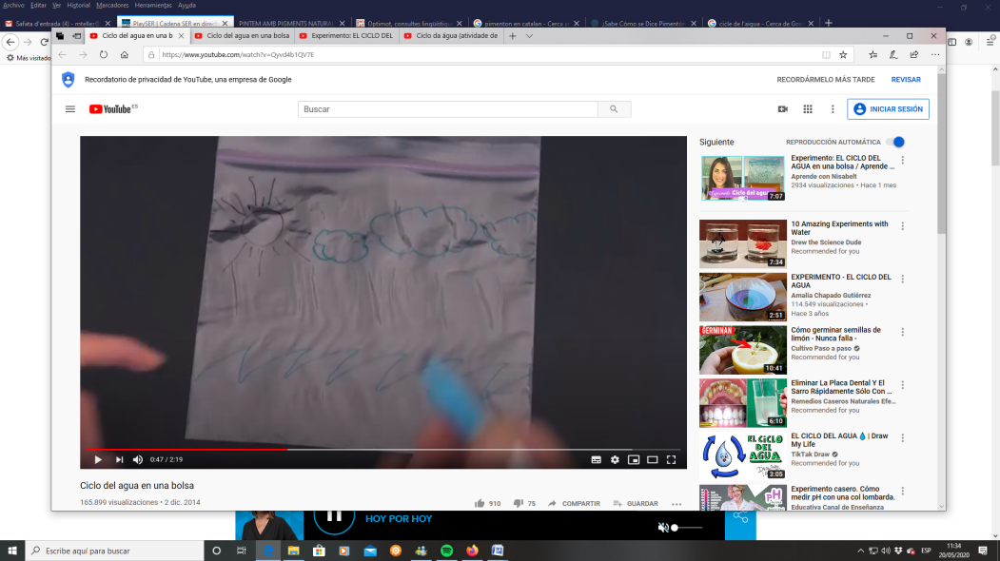 Archivo Editar Ver Historial Marcadores Herramientas Ayuda
Safata d'entrada (4) - mtellec PlaySER | Cadena SER en direc PINTEM AMB PIGMENTS NATURA Optimot, consultes lingüístique pimenton en catalan - Cerca a ¿Sabe Cómo se Dice Pimentón cicle de l'aigua - Cerca de Goo
Más visitados
Ciclo del agua en una b Ciclo del agua en una bolsa Experimento: EL CICLO DEL Ciclo da água (atividade de
https://www.youtube.com/watch?v=Qyvd4b1QV7E
Recordatorio de privacidad de YouTube, una empresa de Google
RECORDÁRMELO MÁS TARDE REVISAR
YouTube ES
Buscar
INICIAR SESIÓN
Siguiente
REPRODUCCIÓN AUTOMÁTICA
Ciclo del agua
7:07
Experimento: EL CICLO DEL
AGUA en una bolsa / Aprende ...
Aprende con Nisabelt
2934 visualizaciones • Hace 1 mes
7:34
10 Amazing Experiments with
Water
Drew the Science Dude
Recommended for you
2:51
EXPERIMENTO - EL CICLO DEL
AGUA
Amalia Chapado Gutiérrez
114.549 visualizaciones •
Hace 3 años
GERMINAN
10:41
Cómo germinar semillas de
limón - Nunca falla -
Cultivo Paso a paso
Recommended for you
6:10
Eliminar La Placa Dental Y El
Sarro Rápidamente Sólo Con ...
Remedios Caseros Naturales Efe...
Recommended for you
EL CICLO
DEL
AGUA
3:05
EL CICLO DEL AGUA 💧 | Draw
My Life
TikTak Draw
Recommended for you
pH
Experimento casero. Cómo
medir pH con una col lombarda.
Educativa Canal de Enseñanza
0:47 / 2:19
Ciclo del agua en una bolsa
165.899 visualizaciones • 2 dic. 2014
910 75 COMPARTIR GUARDAR
HOY POR HOY
Escribe aquí para buscar
ESP
11:34
20/05/2020